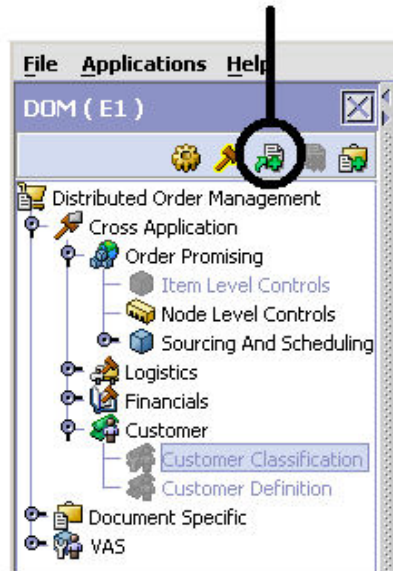 File Applications Help
DOM ( E1 )
Distributed Order Management
Cross Application
Order Promising
Item Level Controls
Node Level Controls
Sourcing And Scheduling
Logistics
Financials
Customer
Customer Classification
Customer Definition
Document Specific
VAS